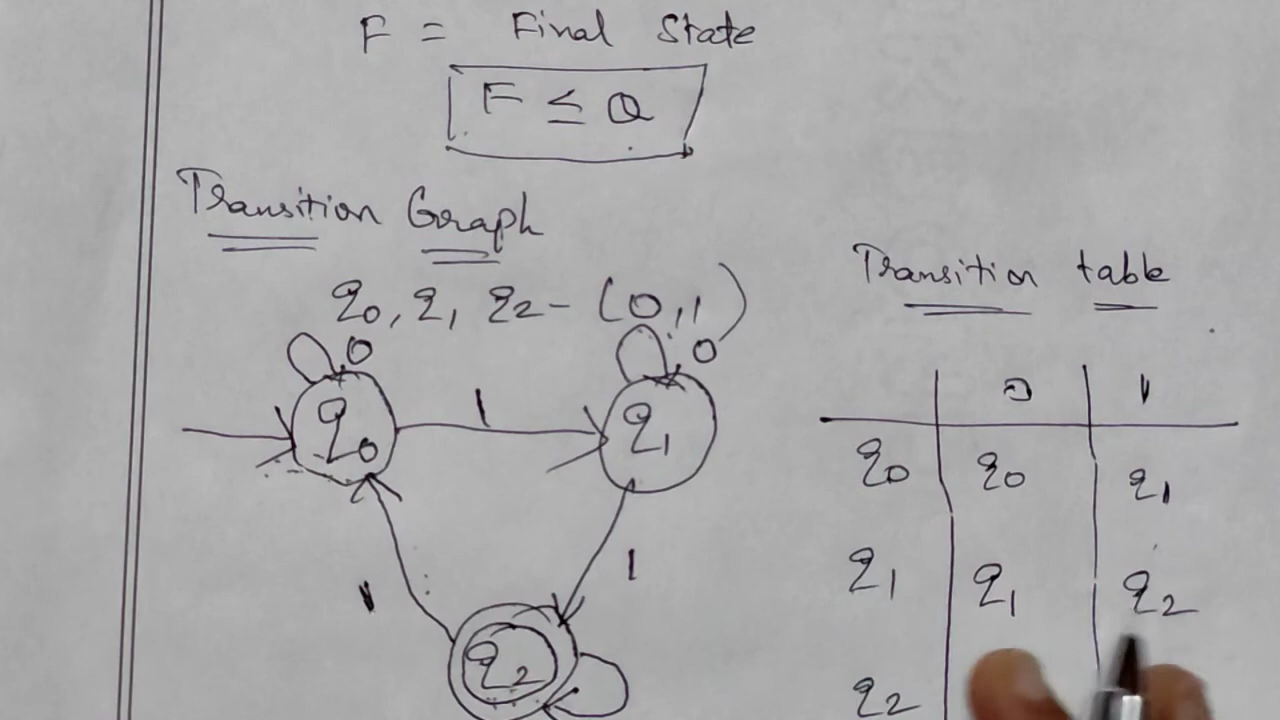 F = Final State
F ≤ Q
Transition Graph
q0, q1 q2 - (0,1)
0
0
1
q0
q1
1
1
q2
Transition table
0 1
q0 q0 q1
q1 q1 q2
q2